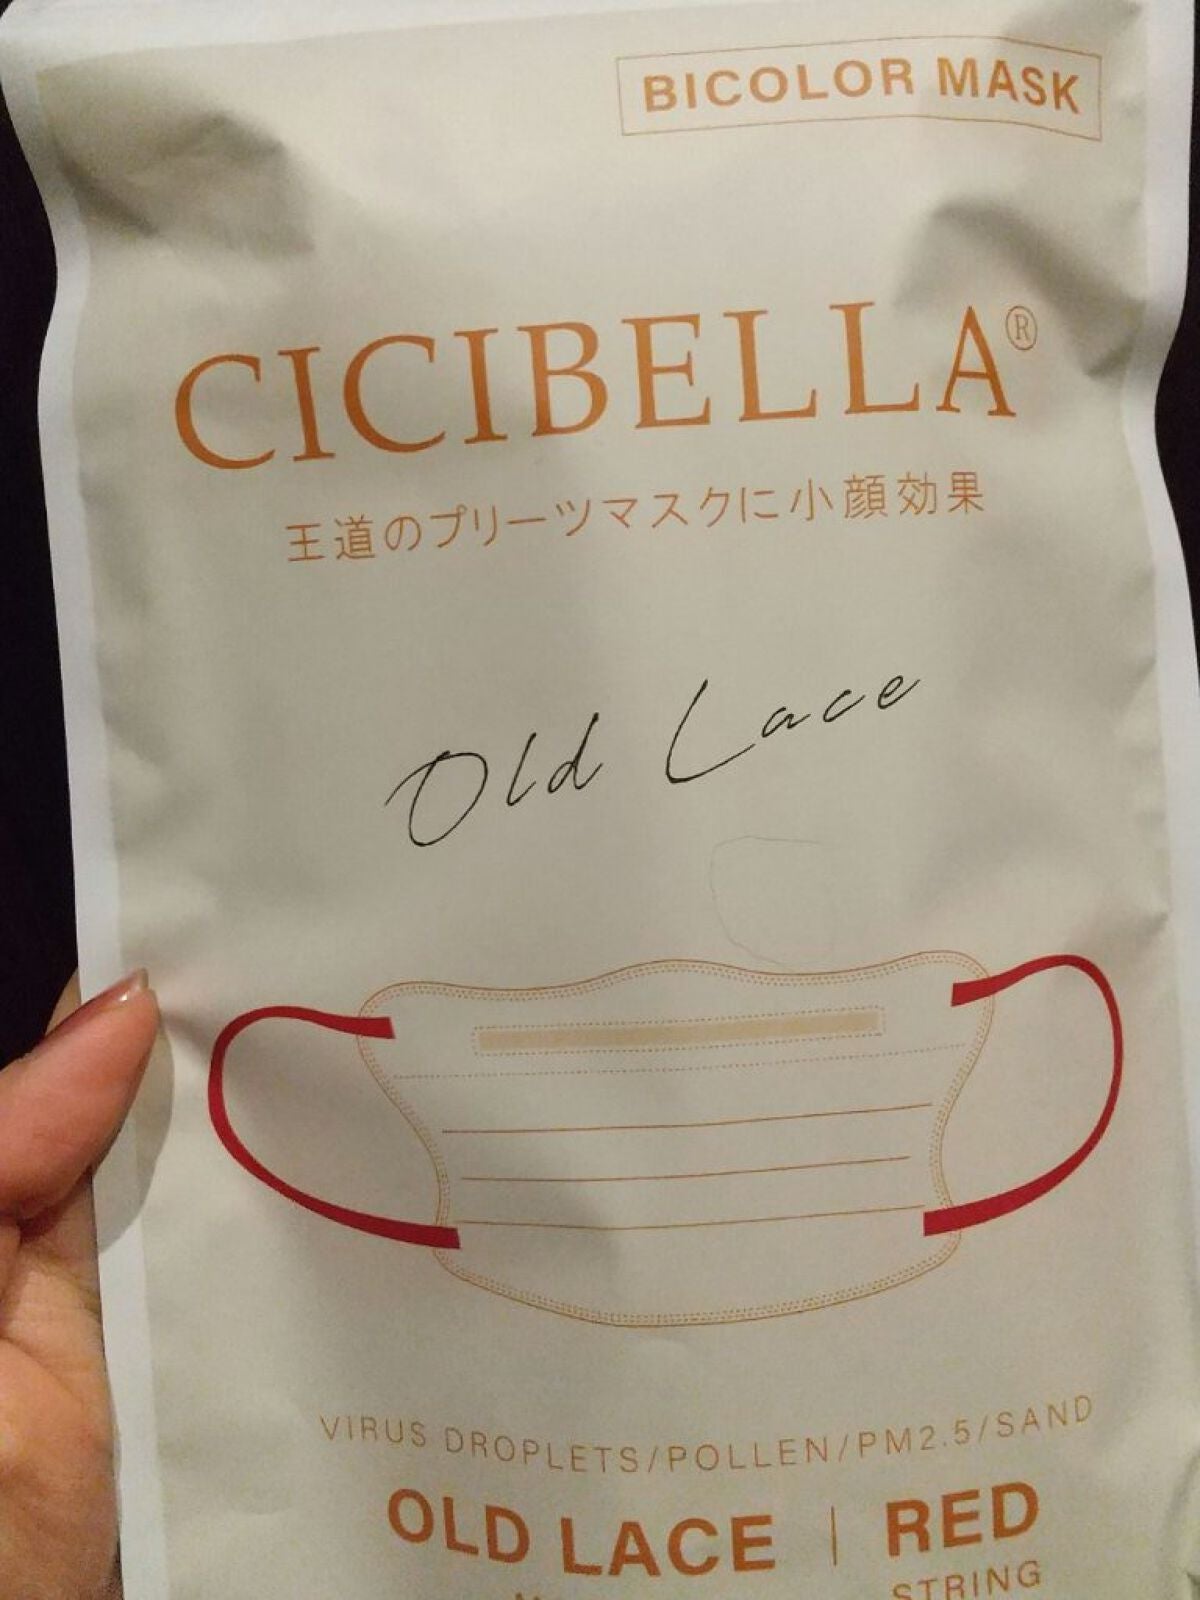 BICOLOR MASK
CICIBELLA®
王道のプリーツマスクに小顔効果
Old Lace
VIRUS DROPLETS/POLLEN/PM2.5/SAND
OLD LACE | RED
STRING